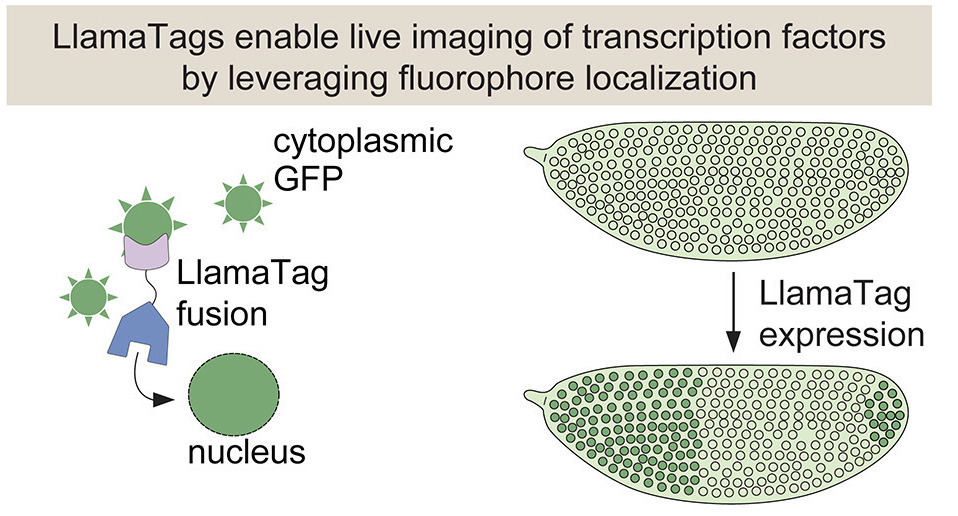 LlamaTags enable live imaging of transcription factors
by leveraging fluorophore localization
cytoplasmic
GFP
LlamaTag
fusion
nucleus
LlamaTag
expression